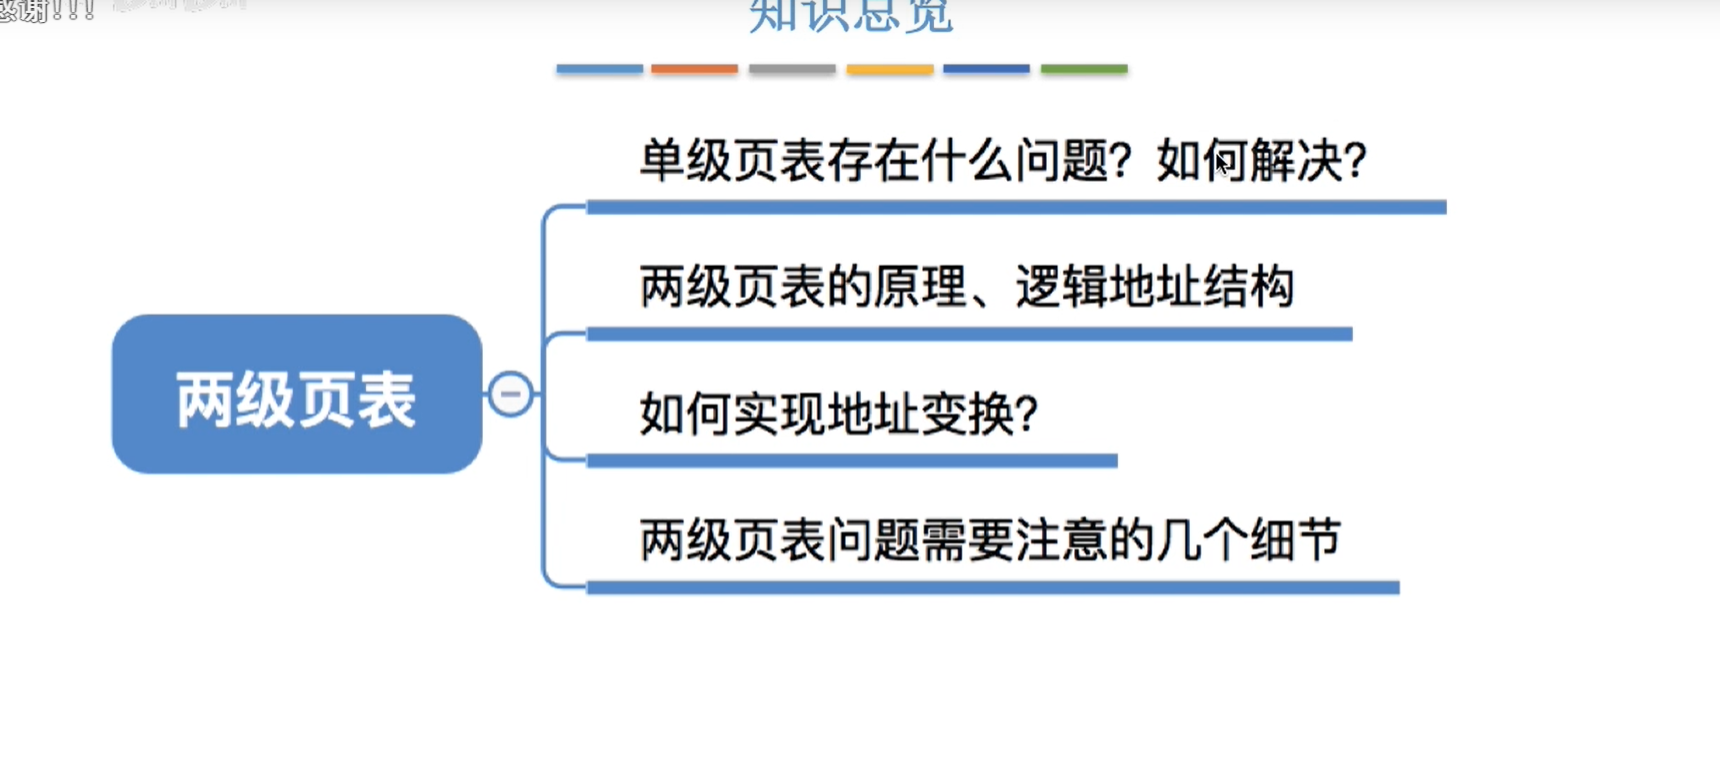 感谢!!!
知识总览
单级页表存在什么问题？如何解决？
两级页表的原理、逻辑地址结构
两级页表
如何实现地址变换？
两级页表问题需要注意的几个细节